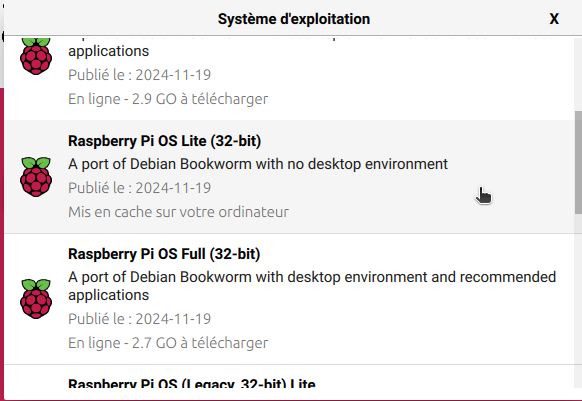 Système d'exploitation
X
applications
Publié le : 2024-11-19
En ligne - 2.9 GO à télécharger
Raspberry Pi OS Lite (32-bit)
A port of Debian Bookworm with no desktop environment
Publié le : 2024-11-19
Mis en cache sur votre ordinateur
Raspberry Pi OS Full (32-bit)
A port of Debian Bookworm with desktop environment and recommended
applications
Publié le : 2024-11-19
En ligne - 2.7 GO à télécharger
Raspberry Pi OS (Legacy, 32-bit) Lite